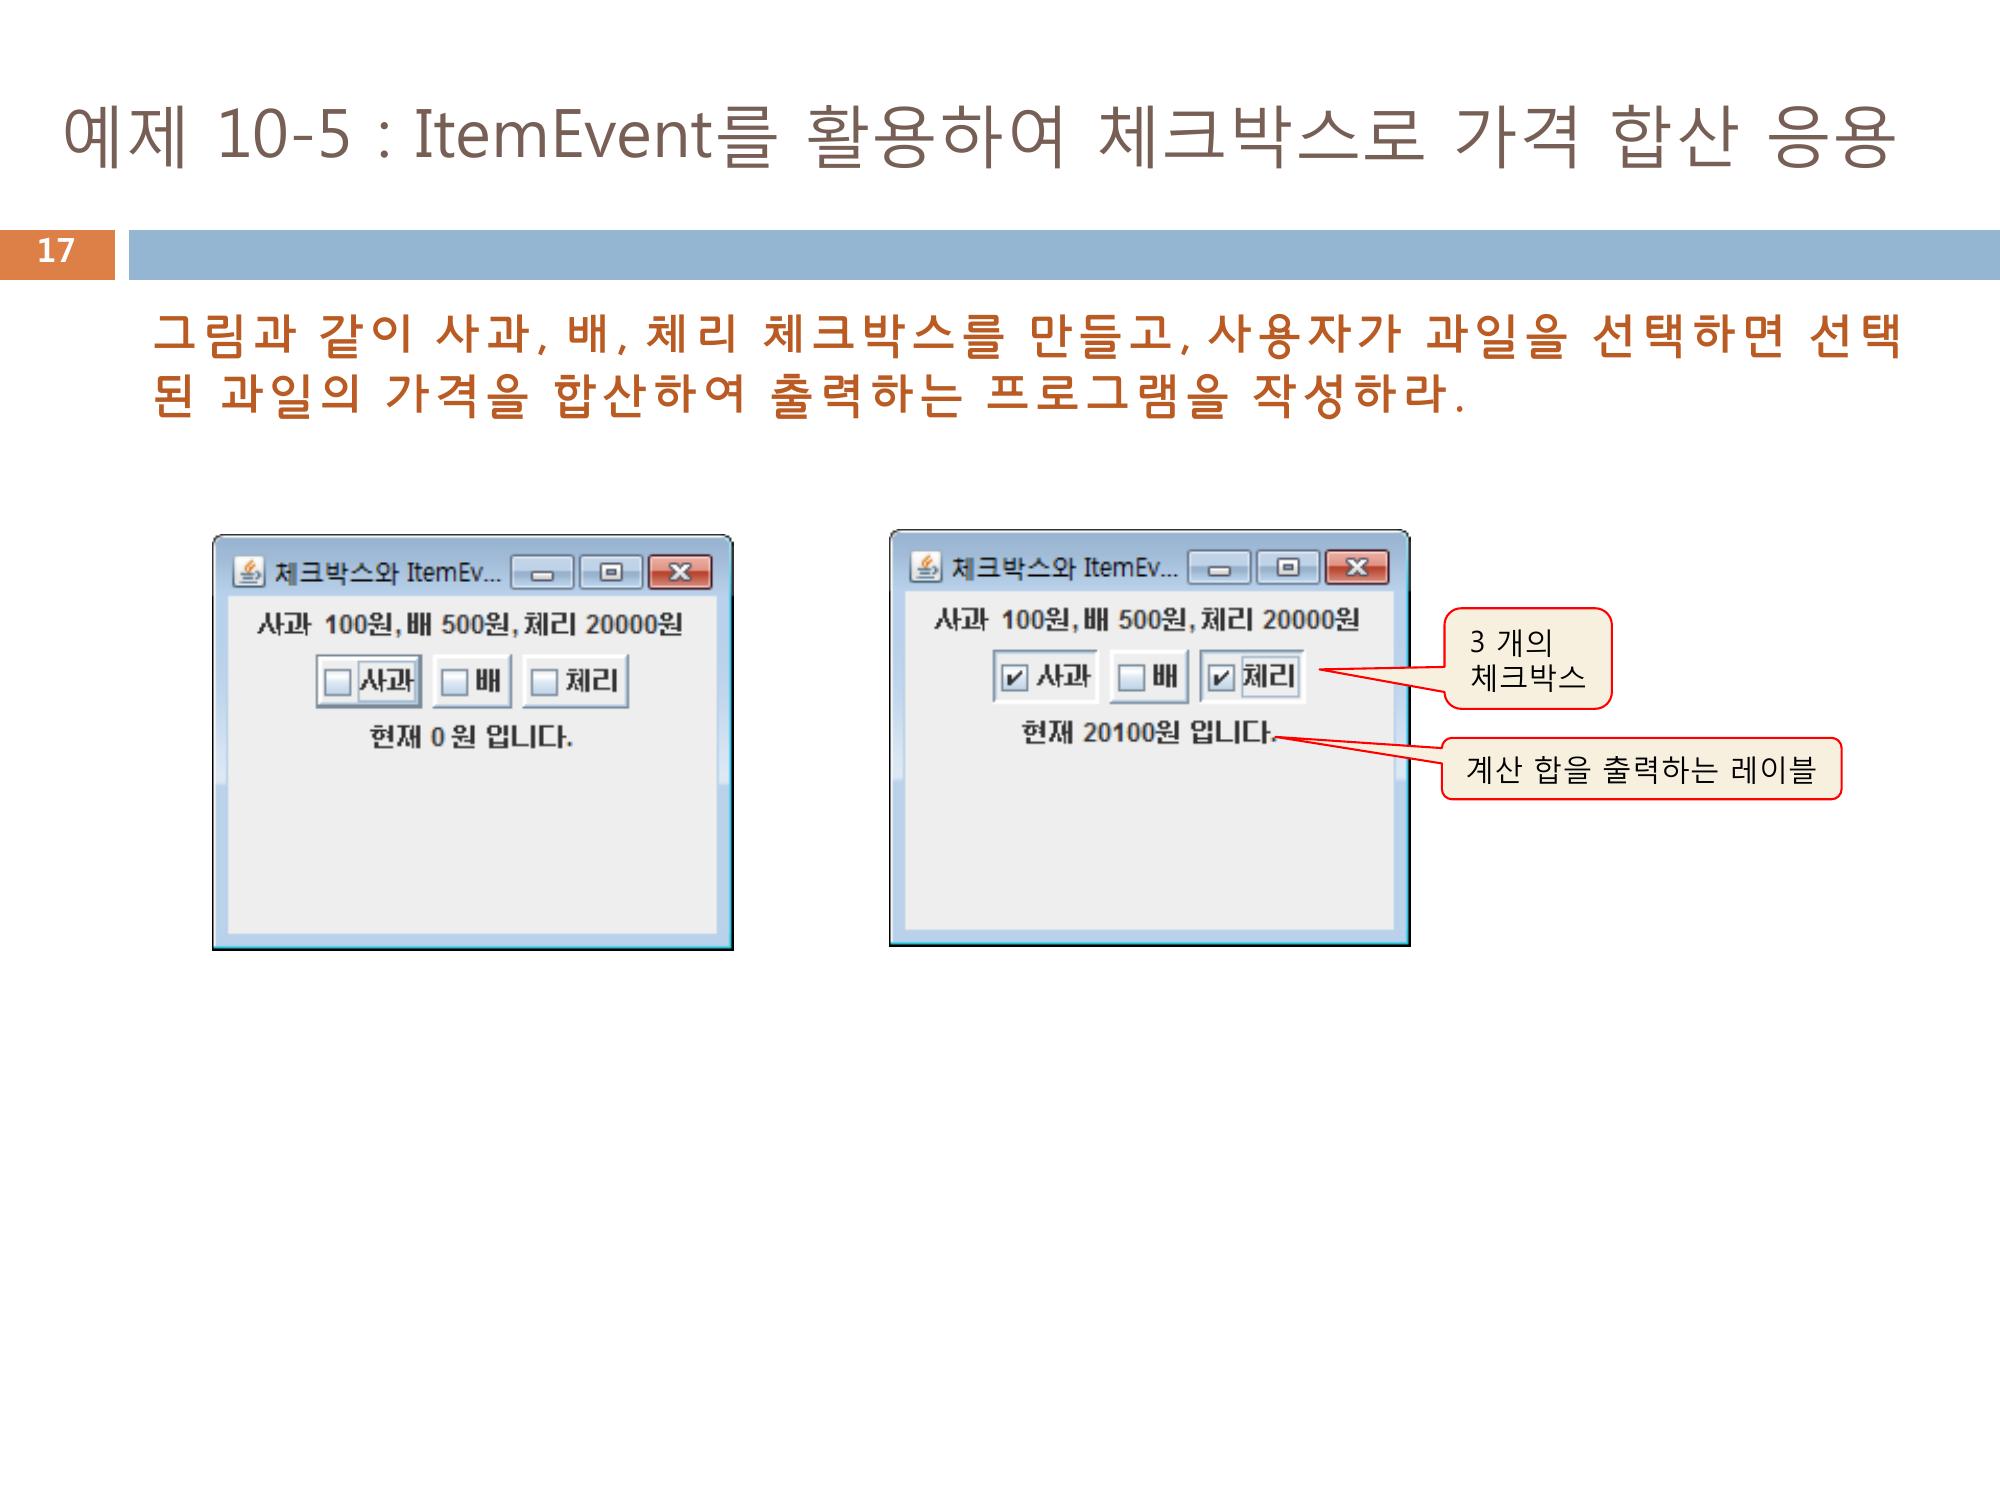 예제 10-5 : ItemEvent를 활용하여 체크박스로 가격 합산 응용
17
그림과 같이 사과, 배, 체리 체크박스를 만들고, 사용자가 과일을 선택하면 선택
된 과일의 가격을 합산하여 출력하는 프로그램을 작성하라.
체크박스와 ItemEv...
사과 100원, 배 500원, 체리 20000원
사과 배 체리
현재 0 원 입니다.
체크박스와 ItemEv...
사과 100원, 배 500원, 체리 20000원
사과 배 체리
현재 20100원 입니다.
3 개의
체크박스
계산 합을 출력하는 레이블